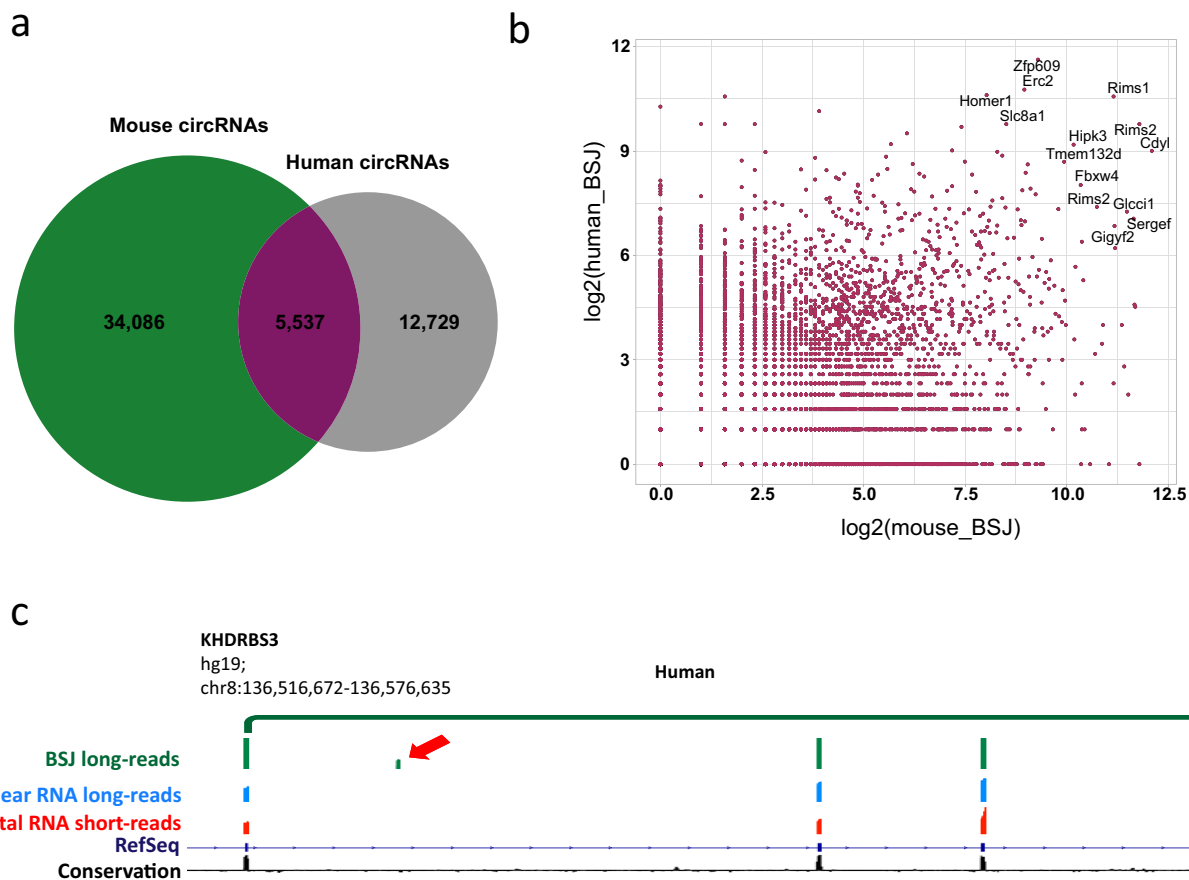 a
Mouse circRNAs
Human circRNAs
34,086
5,537
12,729
b
12
9
6
3
0
log2(human_BSJ)
Zfp609
Erc2
Homer1
Rims1
Slc8a1
Hipk3
Rims2
Cdyl
Tmem132d
Fbxw4
Rims2
Glcci1
Sergef
Gigyf2
0.0
2.5
5.0
7.5
10.0
12.5
log2(mouse_BSJ)
c
KHDRBS3
hg19;
chr8:136,516,672-136,576,635
Human
BSJ long-reads
ear RNA long-reads
tal RNA short-reads
RefSeq
Conservation